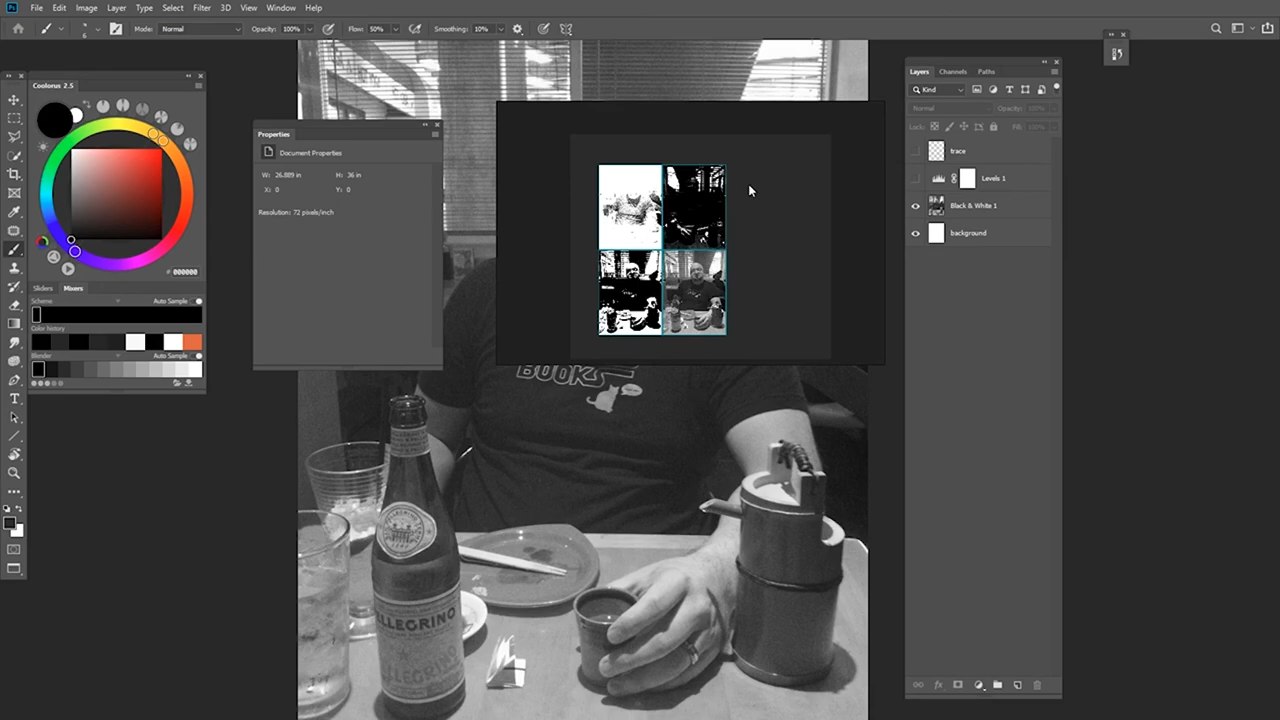 Ps File Edit Image Layer Type Select Filter 3D View Window Help
6 Mode: Normal Opacity: 100% Flow: 50% Smoothing: 10%
Coolorus 2.5
# 000000
Sliders Mixers
Scheme Auto Sample
Color history
Blender Auto Sample
Properties
Document Properties
W: 26.889 in H: 36 in
X: 0 Y: 0
Resolution: 72 pixels/inch
Layers Channels Paths
Kind
Normal Opacity: 100%
Lock: Fill: 100%
trace
Levels 1
Black & White 1
background
BOOKS
PELLEGRINO